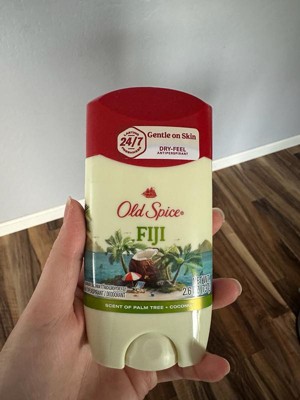 24/7
Gentle on Skin
DRY-FEEL
ANTIPERSPIRANT
Old Spice
FIJI
SCENT OF PALM TREE • COCONUT